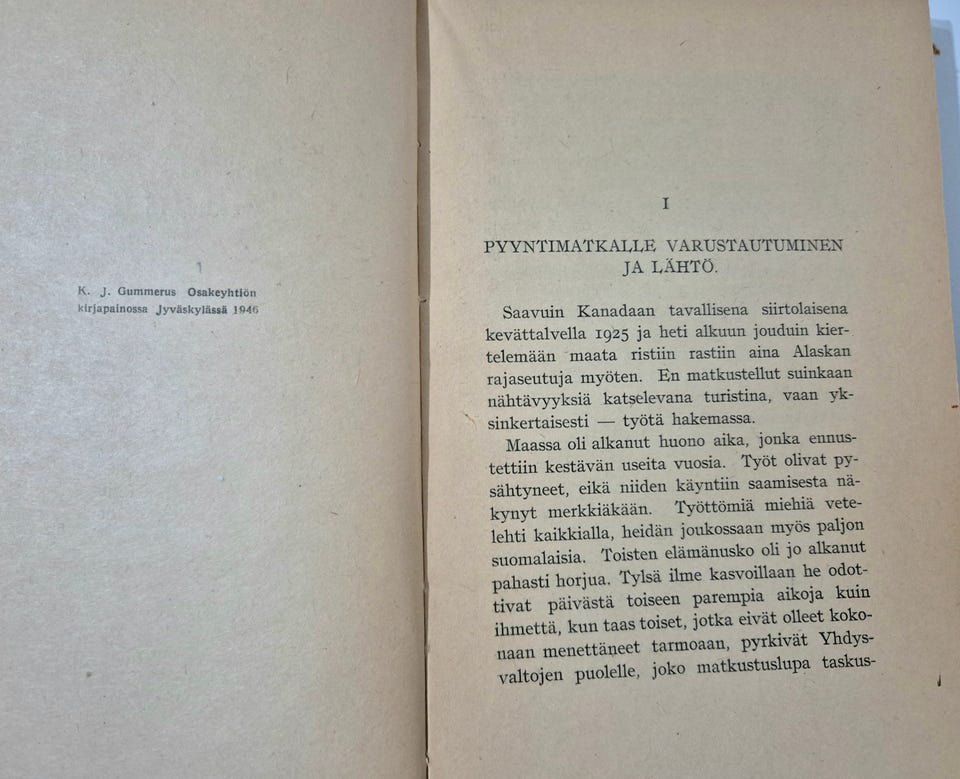 K. J. Gummerus Osakeyhtiön
kirjapainossa Jyväskylässä 1946
I
PYYNTIMATKALLE VARUSTAUTUMINEN
JA LÄHTÖ.
Saavuin Kanadaan tavallisena siirtolaisena
kevättalvella 1925 ja heti alkuun jouduin kier-
telemään maata ristiin rastiin aina Alaskan
rajaseutuja myöten. En matkustellut suinkaan
nähtävyyksiä katselevana turistina, vaan yk-
sinkertaisesti — työtä hakemassa.
Maassa oli alkanut huono aika, jonka ennus-
tettiin kestävän useita vuosia. Työt olivat py-
sähtyneet, eikä niiden käyntiin saamisesta nä-
kynyt merkkiäkään. Työttömiä miehiä vete-
lehti kaikkialla, heidän joukossaan myös paljon
suomalaisia. Toisten elämänusko oli jo alkanut
pahasti horjua. Tylsä ilme kasvoillaan he odot-
tivat päivästä toiseen parempia aikoja kuin
ihmettä, kun taas toiset, jotka eivät olleet koko-
naan menettäneet tarmoaan, pyrkivät Yhdys-
valtojen puolelle, joko matkustuslupa taskus-